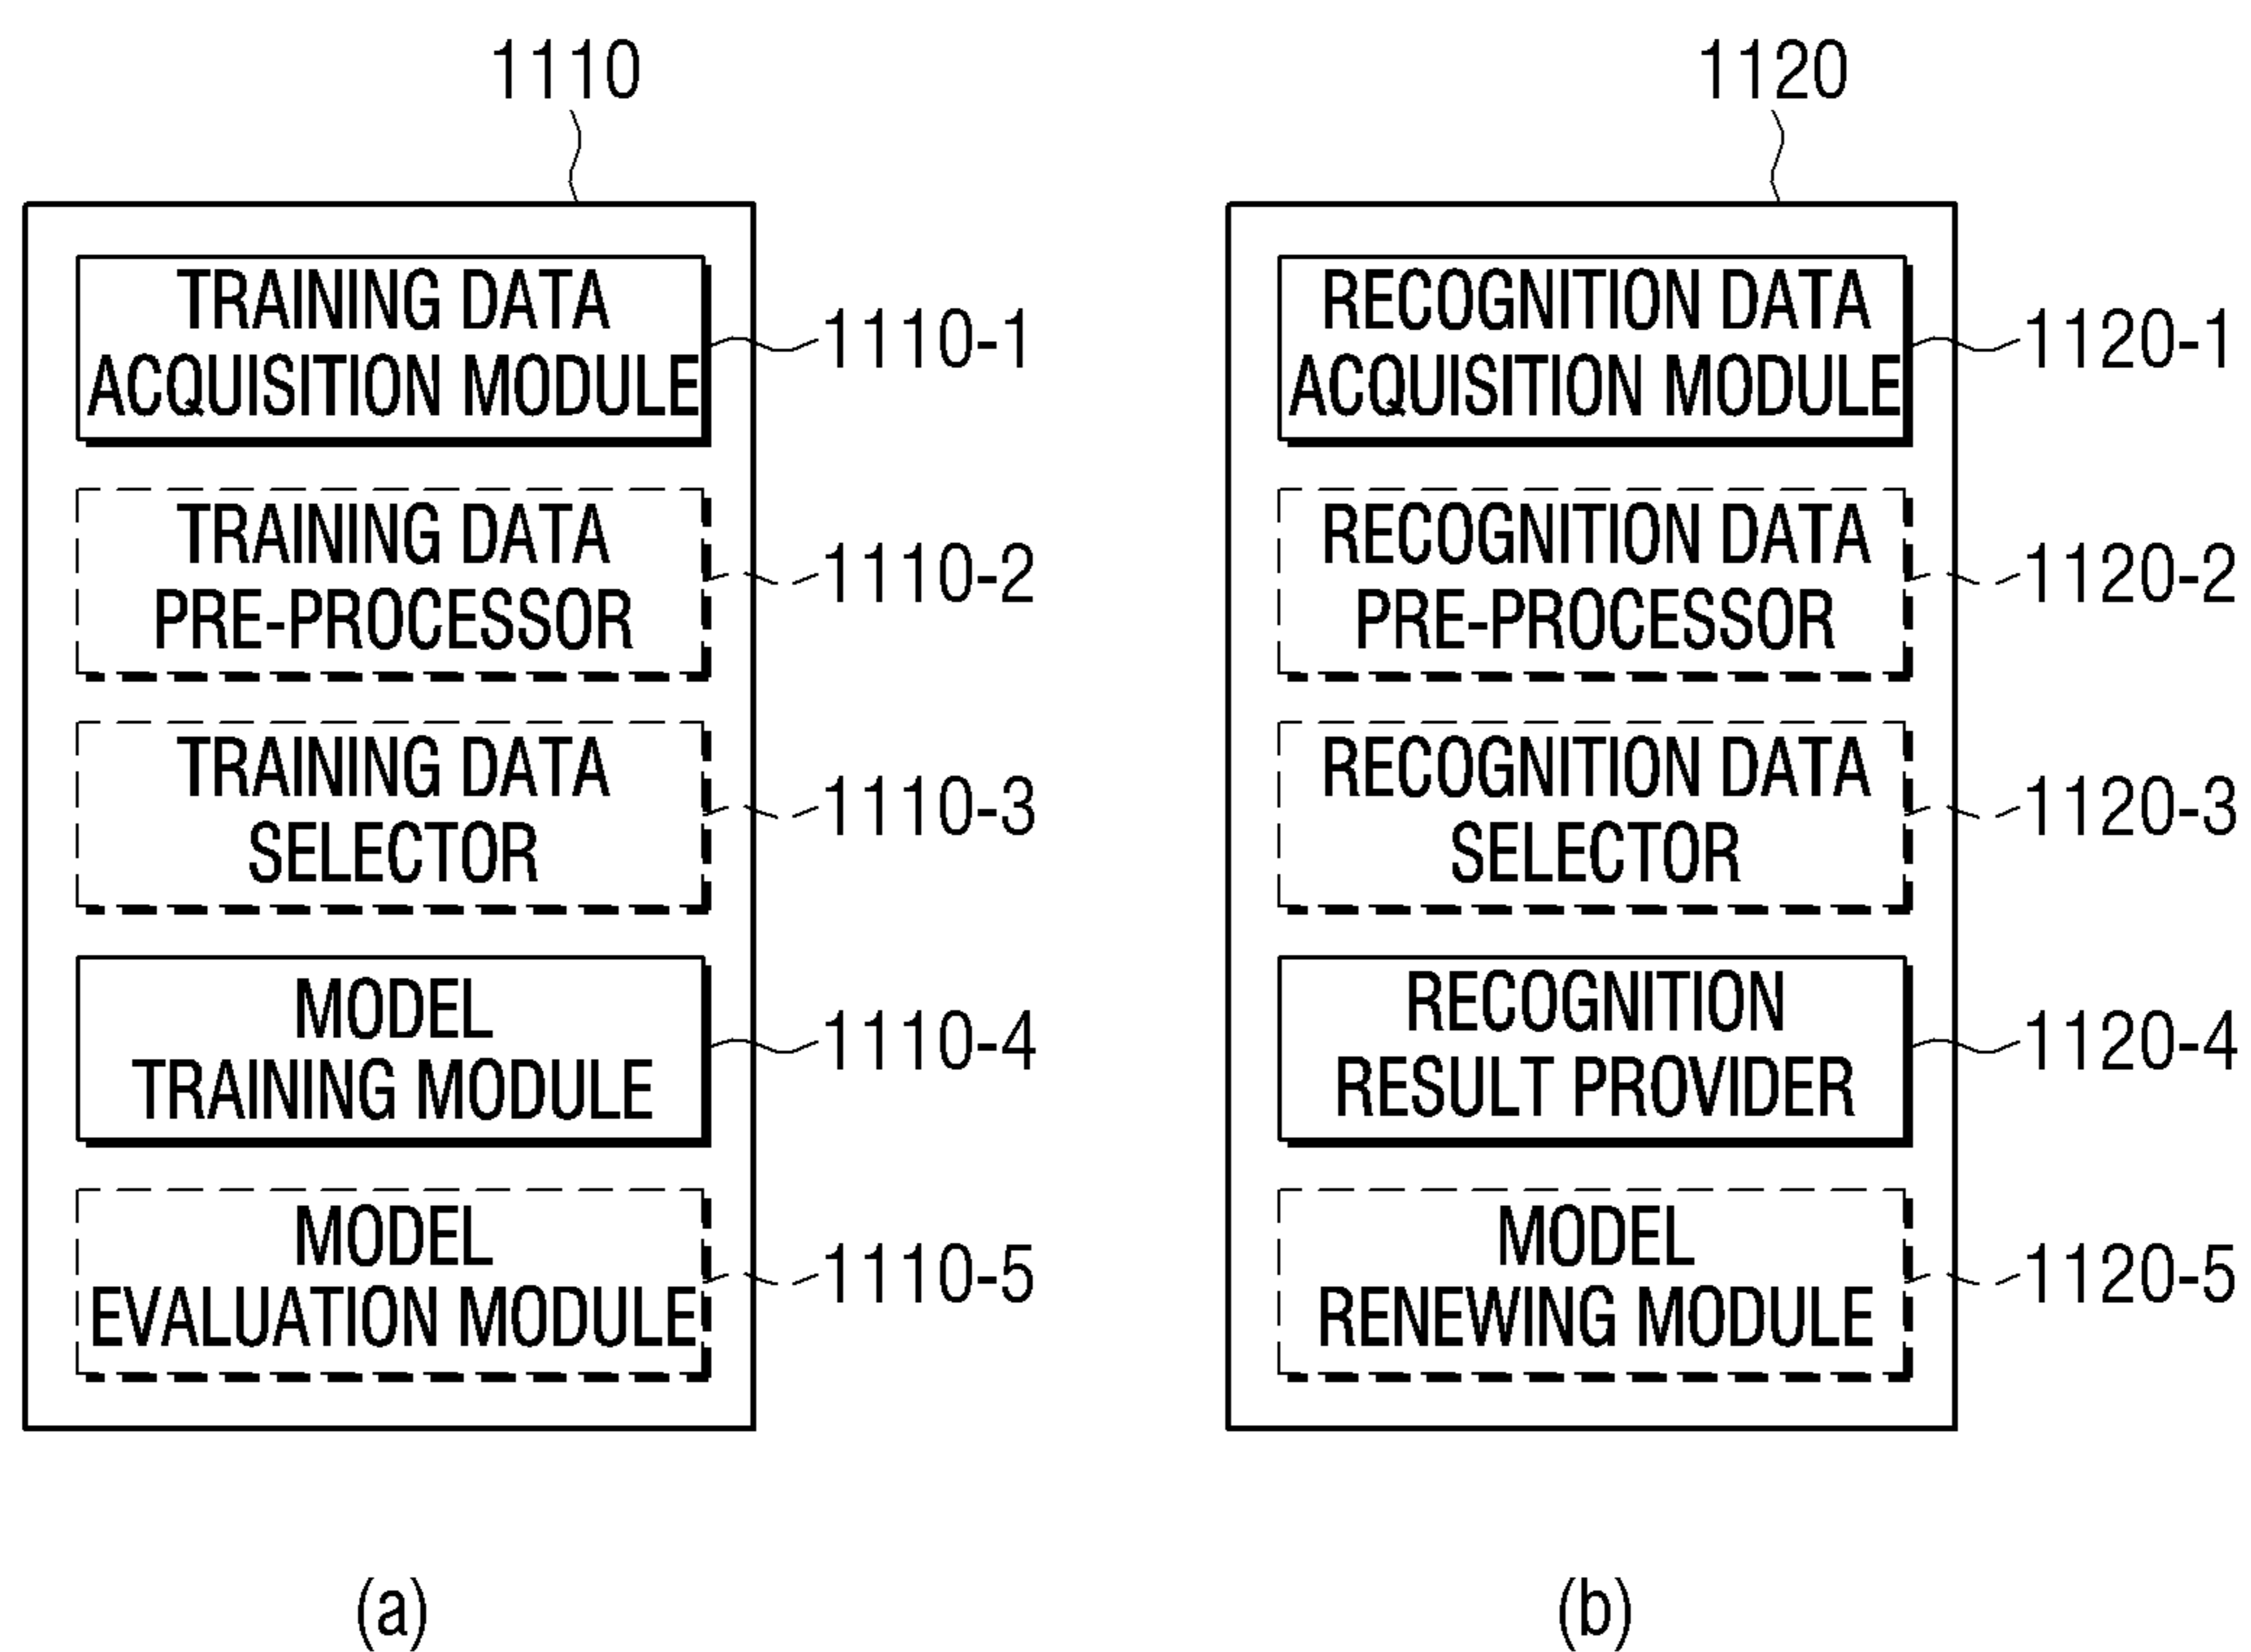 1110
TRAINING DATA
ACQUISITION MODULE
1110-1
TRAINING DATA
PRE-PROCESSOR
1110-2
TRAINING DATA
SELECTOR
1110-3
MODEL
TRAINING MODULE
1110-4
MODEL
EVALUATION MODULE
1110-5
(a)
1120
RECOGNITION DATA
ACQUISITION MODULE
1120-1
RECOGNITION DATA
PRE-PROCESSOR
1120-2
RECOGNITION DATA
SELECTOR
1120-3
RECOGNITION
RESULT PROVIDER
1120-4
MODEL
RENEWING MODULE
1120-5
(b)